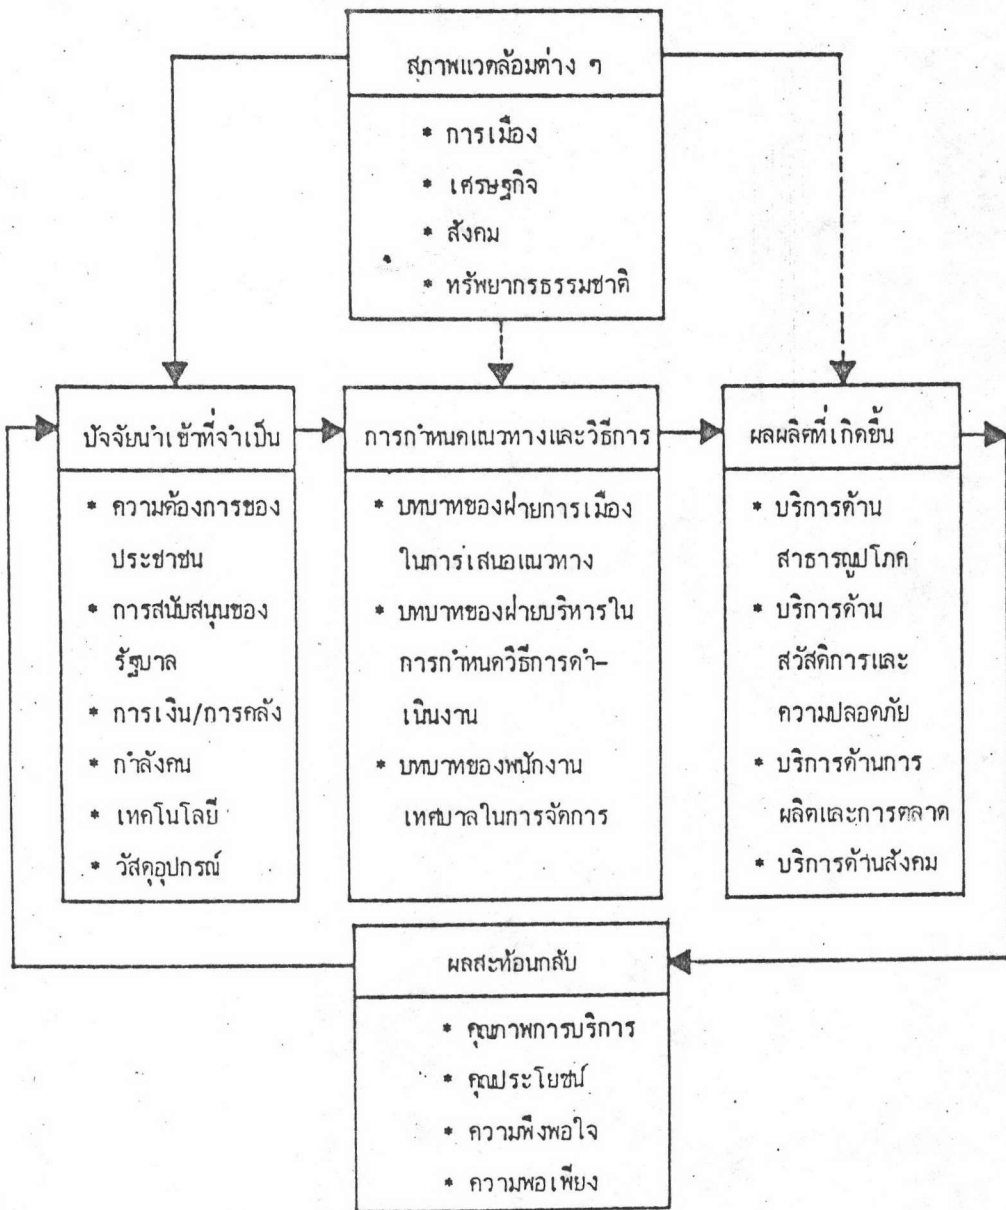 สภาพแวดล้อมต่าง ๆ
* การเมือง
* เศรษฐกิจ
* สังคม
* ทรัพยากรธรรมชาติ
ปัจจัยนำเข้าที่จำเป็น
* ความต้องการของ
ประชาชน
* การสนับสนุนของ
รัฐบาล
* การเงิน/การคลัง
* กำลังคน
* เทคโนโลยี
* วัสดุอุปกรณ์
การกำหนดแนวทางและวิธีการ
* บทบาทของฝ่ายการเมือง
ในการเสนอแนวทาง
* บทบาทของฝ่ายบริหารใน
การกำหนดวิธีการดำ-
เนินงาน
* บทบาทของพนักงาน
เทศบาลในการจัดการ
ผลผลิตที่เกิดขึ้น
* บริการด้าน
สาธารณูปโภค
* บริการด้าน
สวัสดิการและ
ความปลอดภัย
* บริการด้านการ
ผลิตและการตลาด
* บริการด้านสังคม
ผลสะท้อนกลับ
* คุณภาพการบริการ
* คุณประโยชน์
* ความพึงพอใจ
* ความพอเพียง